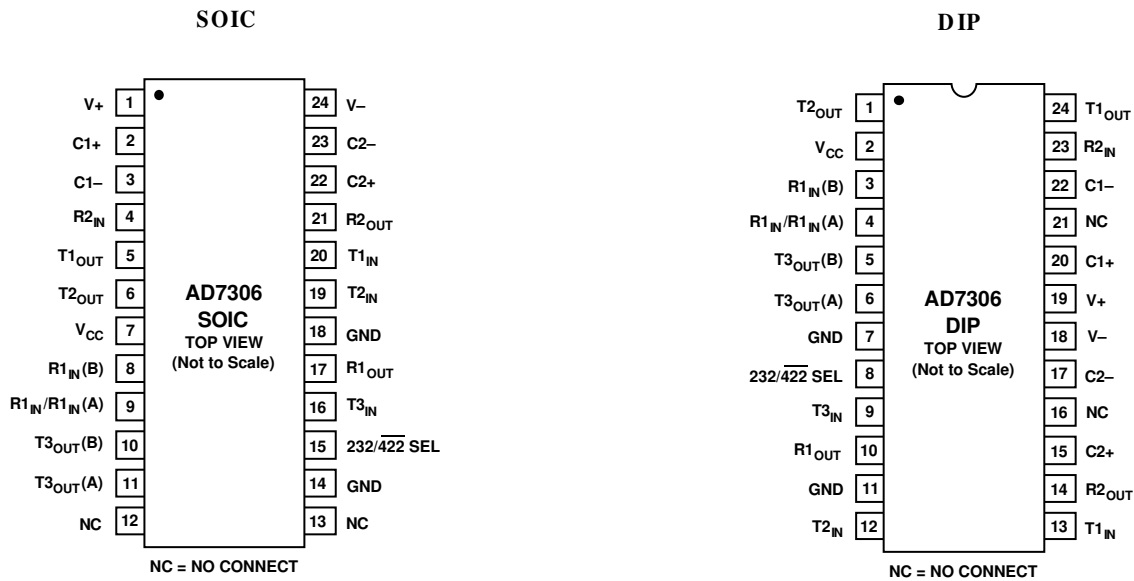 SOIC
V+ 1 24 V–
C1+ 2 23 C2–
C1– 3 22 C2+
R2IN 4 21 R2OUT
T1OUT 5 20 T1IN
T2OUT 6 19 T2IN
VCC 7 18 GND
R1IN(B) 8 17 R1OUT
R1IN/R1IN(A) 9 16 T3IN
T3OUT(B) 10 15 232/4̅2̅2̅ SEL
T3OUT(A) 11 14 GND
NC 12 13 NC
AD7306
SOIC
TOP VIEW
(Not to Scale)
NC = NO CONNECT
DIP
T2OUT 1 24 T1OUT
VCC 2 23 R2IN
R1IN(B) 3 22 C1–
R1IN/R1IN(A) 4 21 NC
T3OUT(B) 5 20 C1+
T3OUT(A) 6 19 V+
GND 7 18 V–
232/4̅2̅2̅ SEL 8 17 C2–
T3IN 9 16 NC
R1OUT 10 15 C2+
GND 11 14 R2OUT
T2IN 12 13 T1IN
AD7306
DIP
TOP VIEW
(Not to Scale)
NC = NO CONNECT